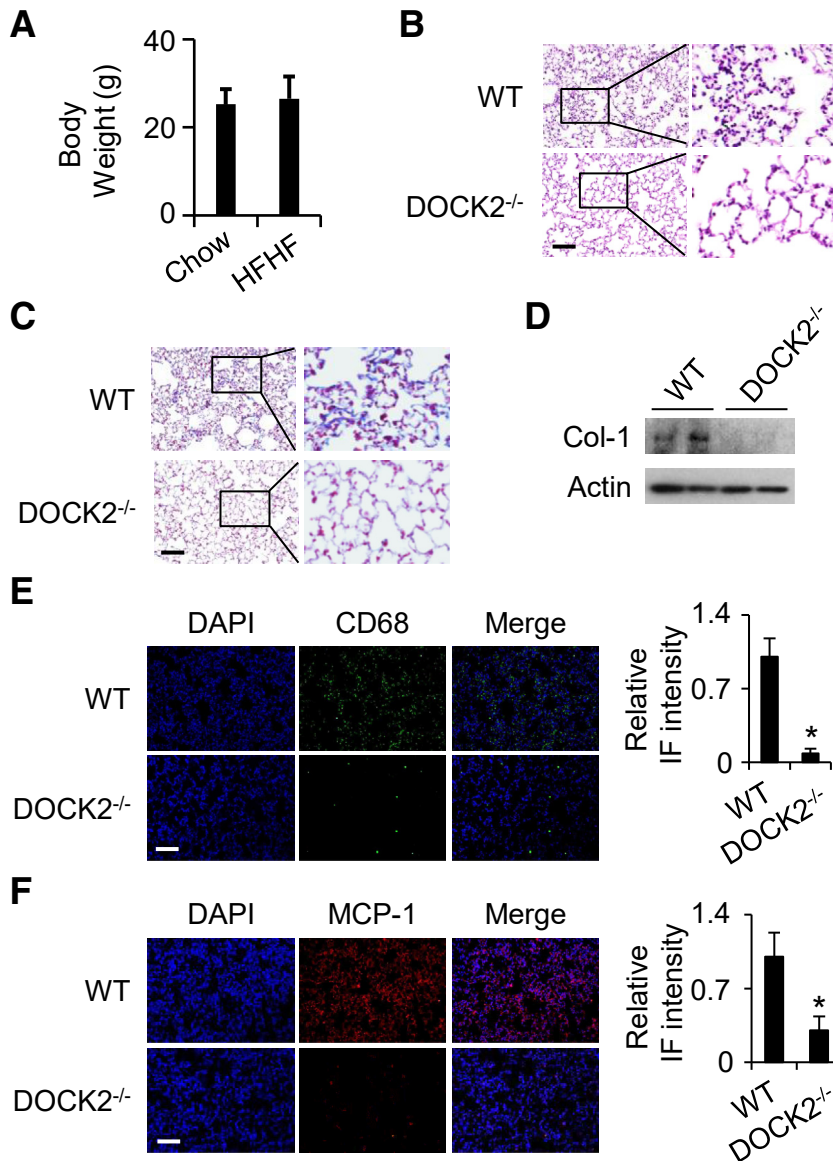 A
Body
Weight (g)
40
20
0
Chow
HFHF
B
WT
DOCK2-/-
C
WT
DOCK2-/-
D
WT
DOCK2-/-
Col-1
Actin
E
DAPI
CD68
Merge
WT
DOCK2-/-
Relative
IF intensity
1.4
0.7
0
*
WT
DOCK2-/-
F
DAPI
MCP-1
Merge
WT
DOCK2-/-
Relative
IF intensity
1.4
0.7
0
*
WT
DOCK2-/-